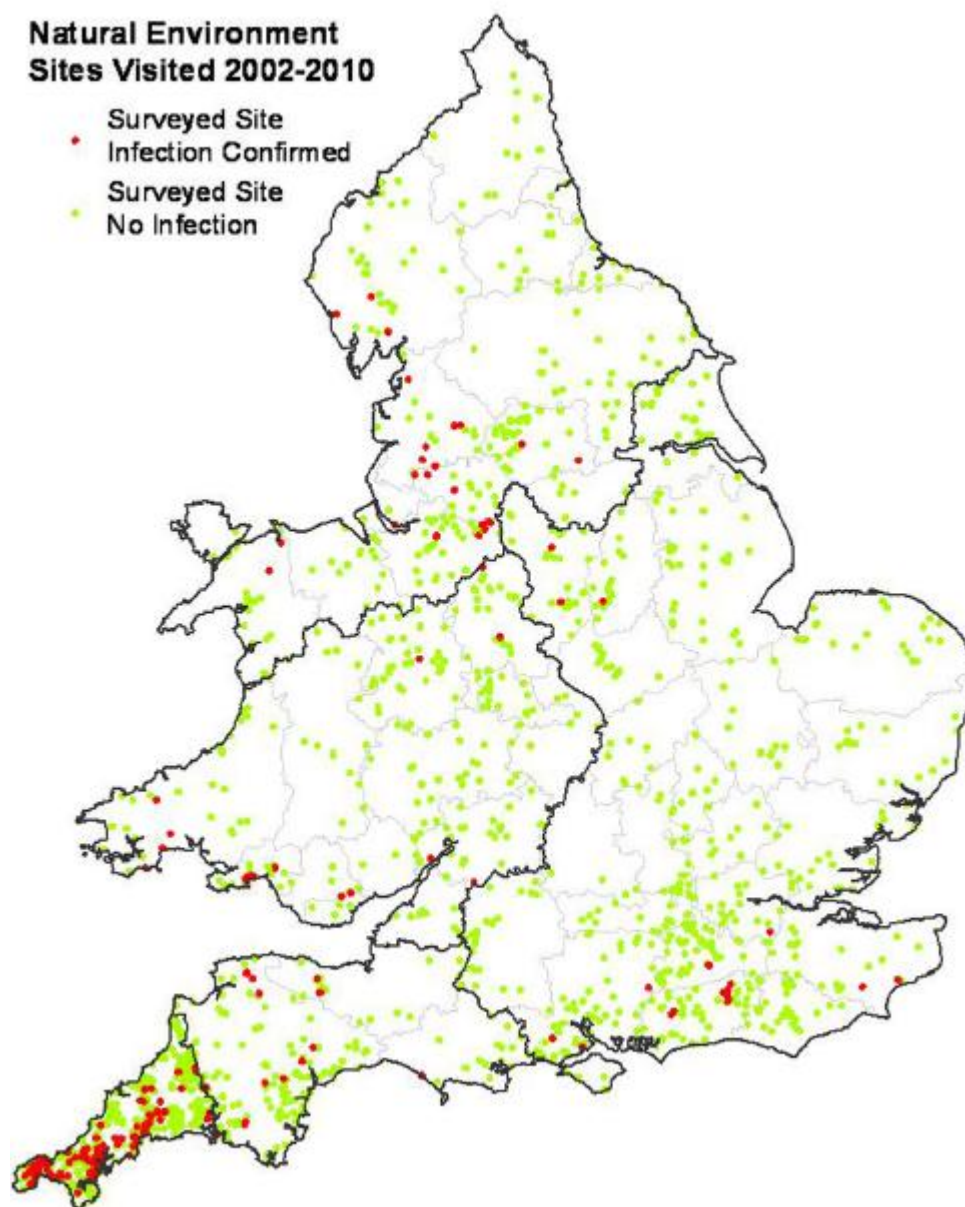 Natural Environment
Sites Visited 2002-2010
Surveyed Site
Infection Confirmed
Surveyed Site
No Infection